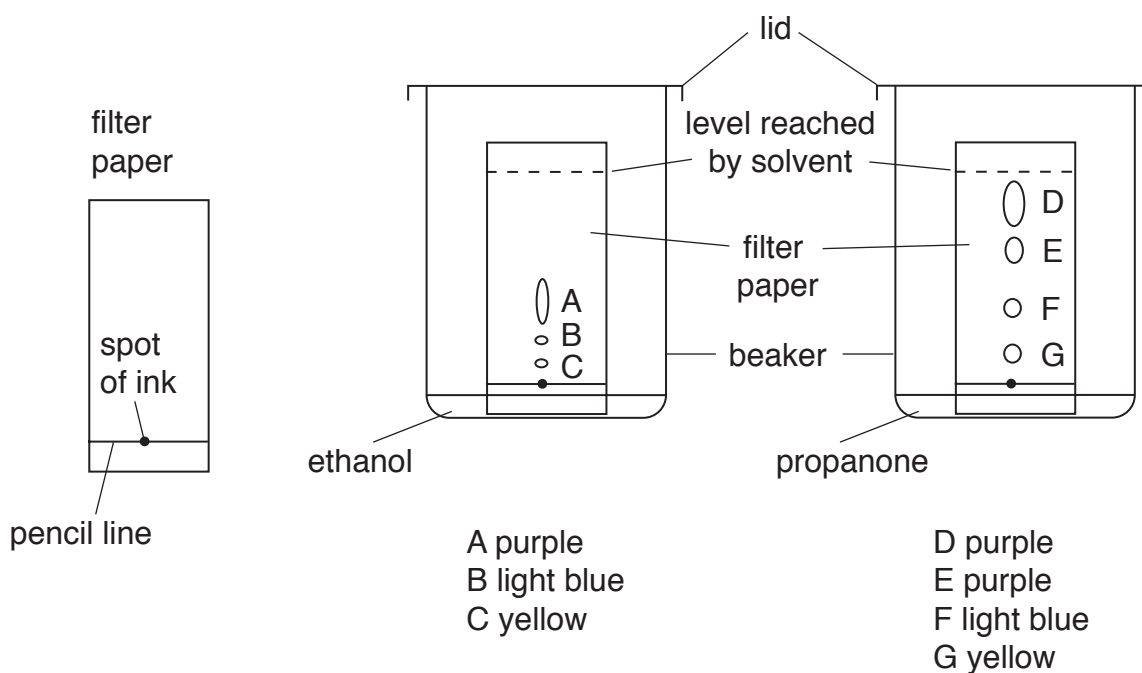 lid
filter
paper
level reached
by solvent
D
filter
paper
E
A
F
spot
of ink
B
beaker
G
C
ethanol
propanone
pencil line
A purple
B light blue
C yellow
D purple
E purple
F light blue
G yellow